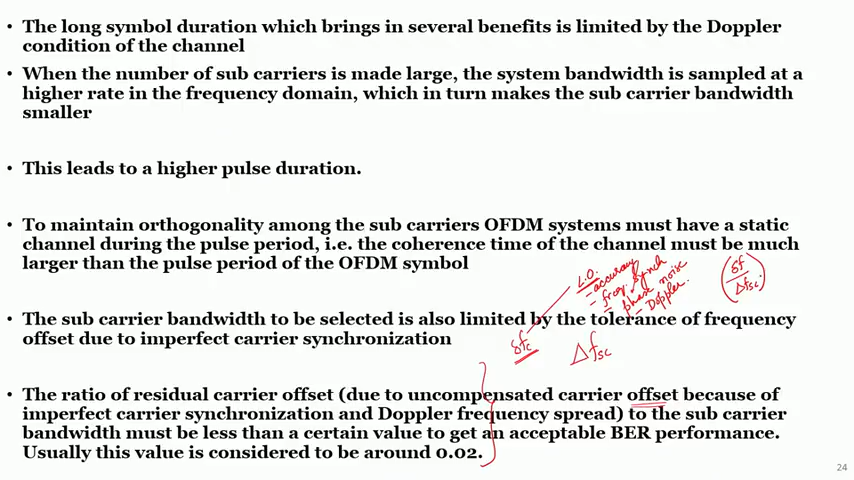 • The long symbol duration which brings in several benefits is limited by the Doppler
condition of the channel
• When the number of sub carriers is made large, the system bandwidth is sampled at a
higher rate in the frequency domain, which in turn makes the sub carrier bandwidth
smaller
• This leads to a higher pulse duration.
• To maintain orthogonality among the sub carriers OFDM systems must have a static
channel during the pulse period, i.e. the coherence time of the channel must be much
larger than the pulse period of the OFDM symbol
L.O.
- accuracy
- freq. synch
- phase noise
- Doppler.
(δf/Δfsc)
• The sub carrier bandwidth to be selected is also limited by the tolerance of frequency
offset due to imperfect carrier synchronization
δfc
Δfsc
• The ratio of residual carrier offset (due to uncompensated carrier offset because of
imperfect carrier synchronization and Doppler frequency spread) to the sub carrier
bandwidth must be less than a certain value to get an acceptable BER performance.
Usually this value is considered to be around 0.02.
24